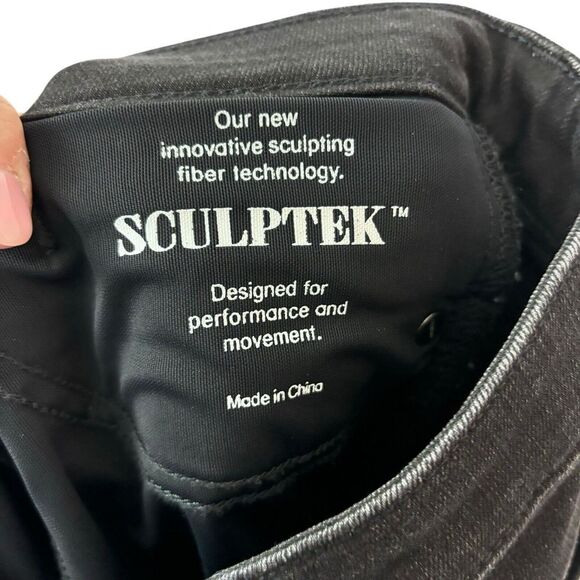 Our new
innovative sculpting
fiber technology.
SCULPTEK™
Designed for
performance and
movement.
Made in China